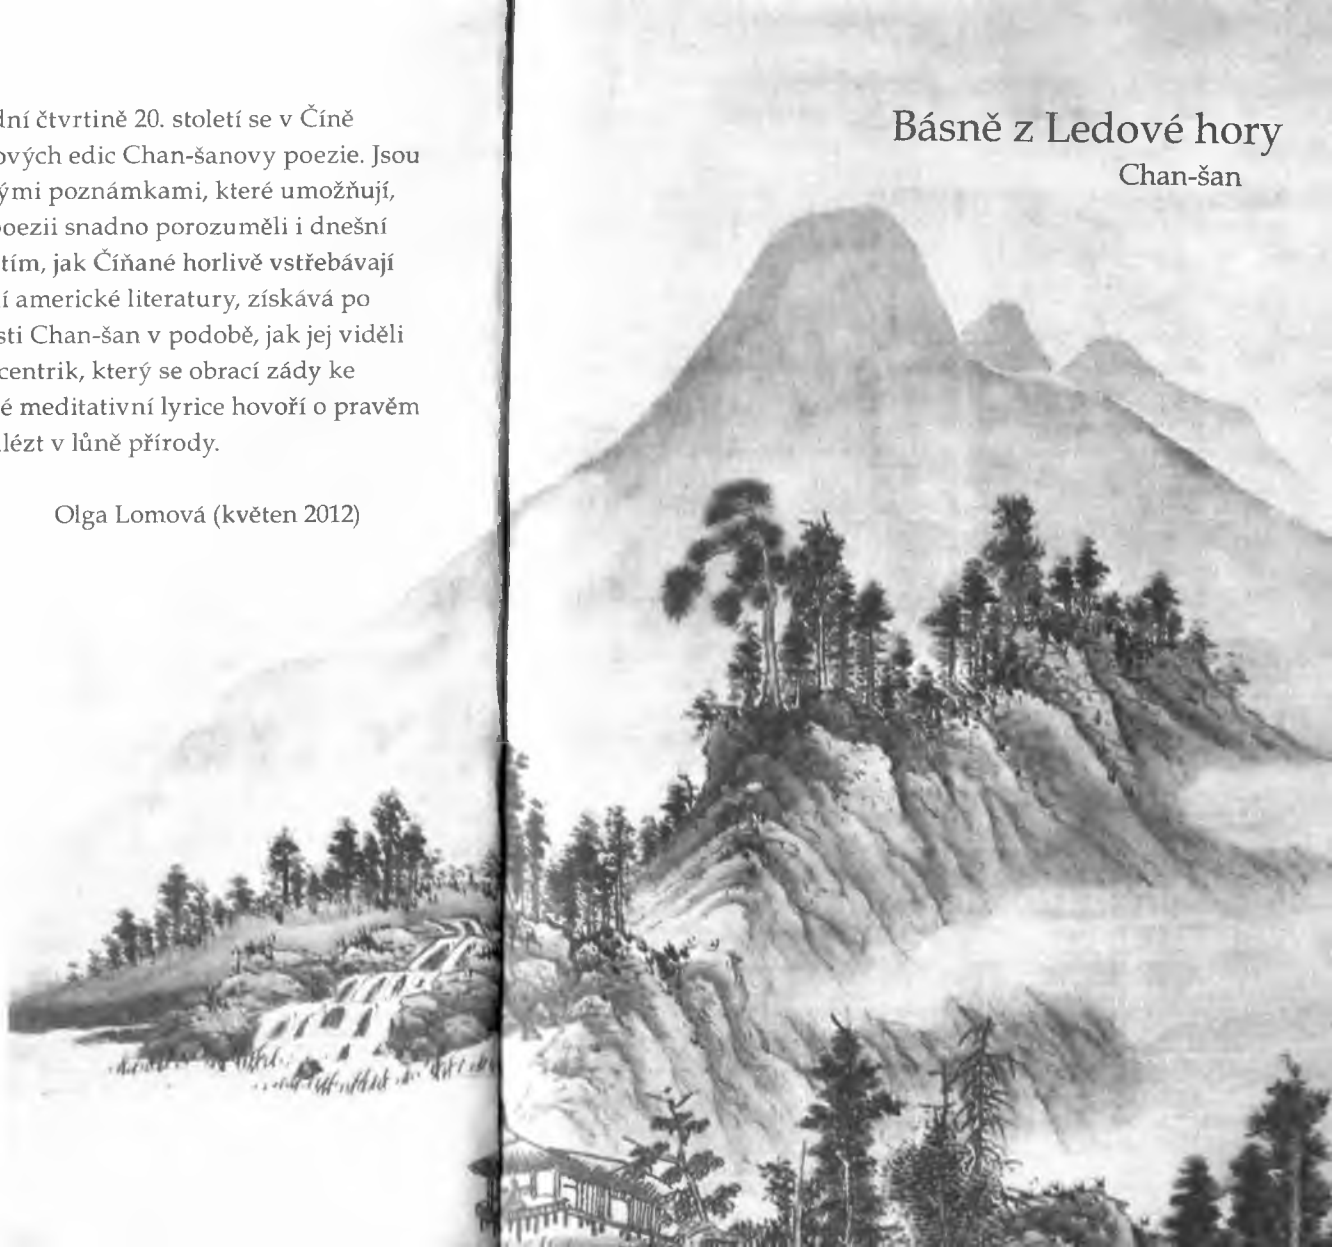 dní čtvrtině 20. století se v Číně
ových edic Chan-šanovy poezie. Jsou
ými poznámkami, které umožňují,
oezii snadno porozuměli i dnešní
tím, jak Číňané horlivě vstřebávají
í americké literatury, získává po
sti Chan-šan v podobě, jak jej viděli
centrik, který se obrací zády ke
é meditativní lyrice hovoří o pravém
lézt v lůně přírody.
Olga Lomová (květen 2012)
Básně z Ledové hory
Chan-šan